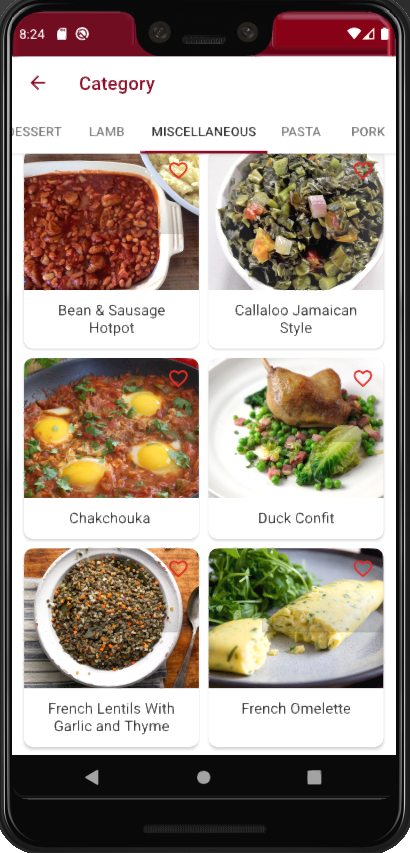 8:24
Category
DESSERT LAMB MISCELLANEOUS PASTA PORK
Bean & Sausage
Hotpot
Callaloo Jamaican
Style
Chakchouka
Duck Confit
French Lentils With
Garlic and Thyme
French Omelette